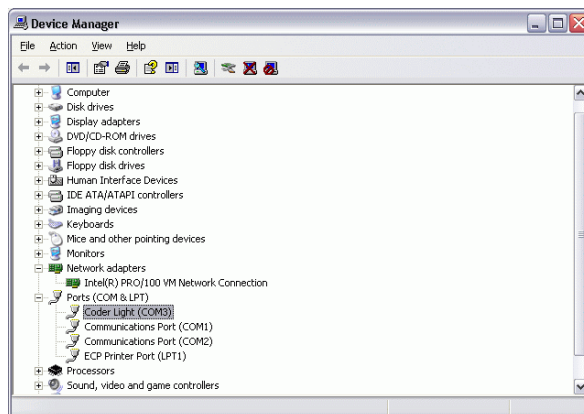 Device Manager
File Action View Help
Computer
Disk drives
Display adapters
DVD/CD-ROM drives
Floppy disk controllers
Floppy disk drives
Human Interface Devices
IDE ATA/ATAPI controllers
Imaging devices
Keyboards
Mice and other pointing devices
Monitors
Network adapters
Intel(R) PRO/100 VM Network Connection
Ports (COM & LPT)
Coder Light (COM3)
Communications Port (COM1)
Communications Port (COM2)
ECP Printer Port (LPT1)
Processors
Sound, video and game controllers